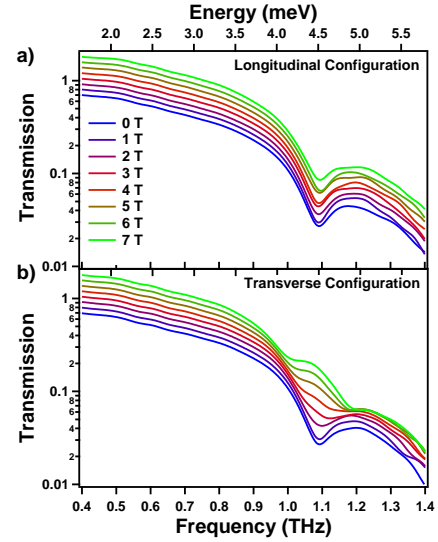 Energy (meV)
2.0 2.5 3.0 3.5 4.0 4.5 5.0 5.5
a)
Longitudinal Configuration
Transmission
1
8
6
4
2
0.1
8
6
4
2
0.01
0 T
1 T
2 T
3 T
4 T
5 T
6 T
7 T
b)
Transverse Configuration
Transmission
1
8
6
4
2
0.1
8
6
4
2
0.01
0.4 0.5 0.6 0.7 0.8 0.9 1.0 1.1 1.2 1.3 1.4
Frequency (THz)